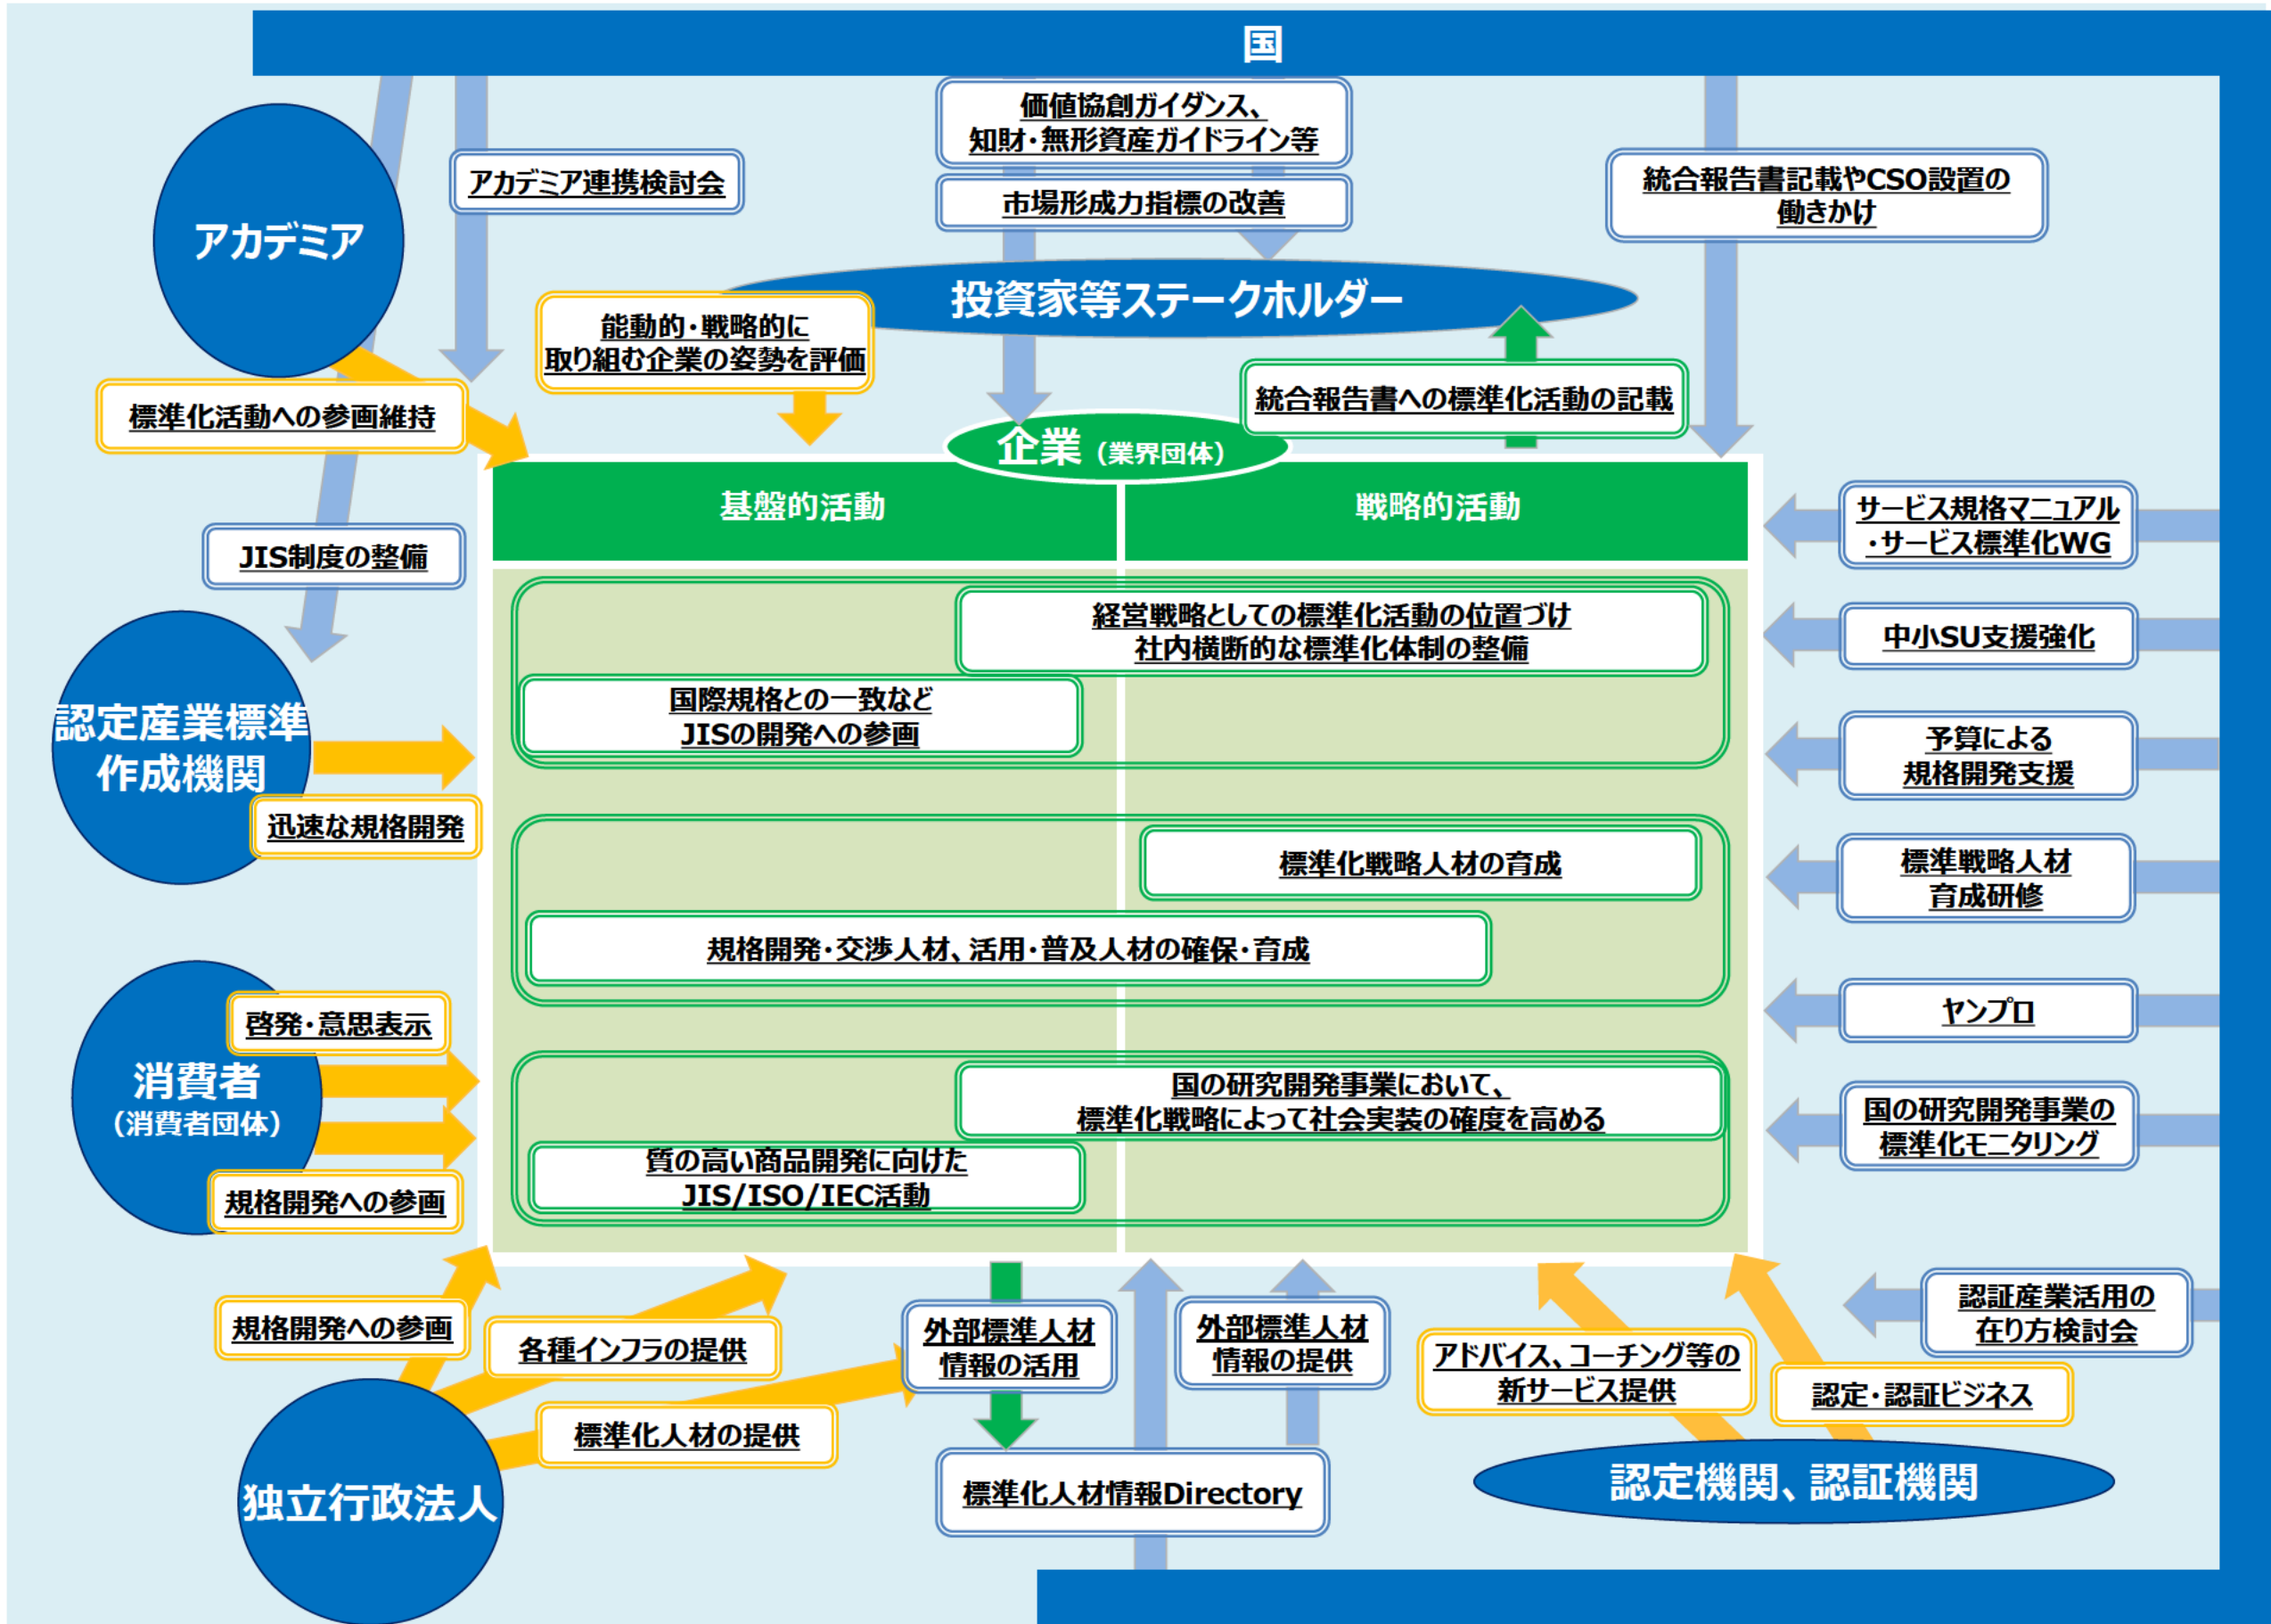 国
価値協創ガイダンス、
知財・無形資産ガイドライン等
アカデミア連携検討会
市場形成力指標の改善
統合報告書記載やCSO設置の
働きかけ
アカデミア
投資家等ステークホルダー
能動的・戦略的に
取り組む企業の姿勢を評価
統合報告書への標準化活動の記載
標準化活動への参画維持
企業（業界団体）
基盤的活動
戦略的活動
JIS制度の整備
サービス規格マニュアル
・サービス標準化WG
経営戦略としての標準化活動の位置づけ
社内横断的な標準化体制の整備
中小SU支援強化
国際規格との一致など
JISの開発への参画
認定産業標準
作成機関
予算による
規格開発支援
迅速な規格開発
標準化戦略人材の育成
標準戦略人材
育成研修
規格開発・交渉人材、活用・普及人材の確保・育成
啓発・意思表示
ヤンプロ
消費者
（消費者団体）
国の研究開発事業において、
標準化戦略によって社会実装の確度を高める
国の研究開発事業の
標準化モニタリング
質の高い商品開発に向けた
JIS/ISO/IEC活動
規格開発への参画
規格開発への参画
各種インフラの提供
外部標準人材
情報の活用
外部標準人材
情報の提供
認証産業活用の
在り方検討会
アドバイス、コーチング等の
新サービス提供
認定・認証ビジネス
標準化人材の提供
独立行政法人
標準化人材情報Directory
認定機関、認証機関